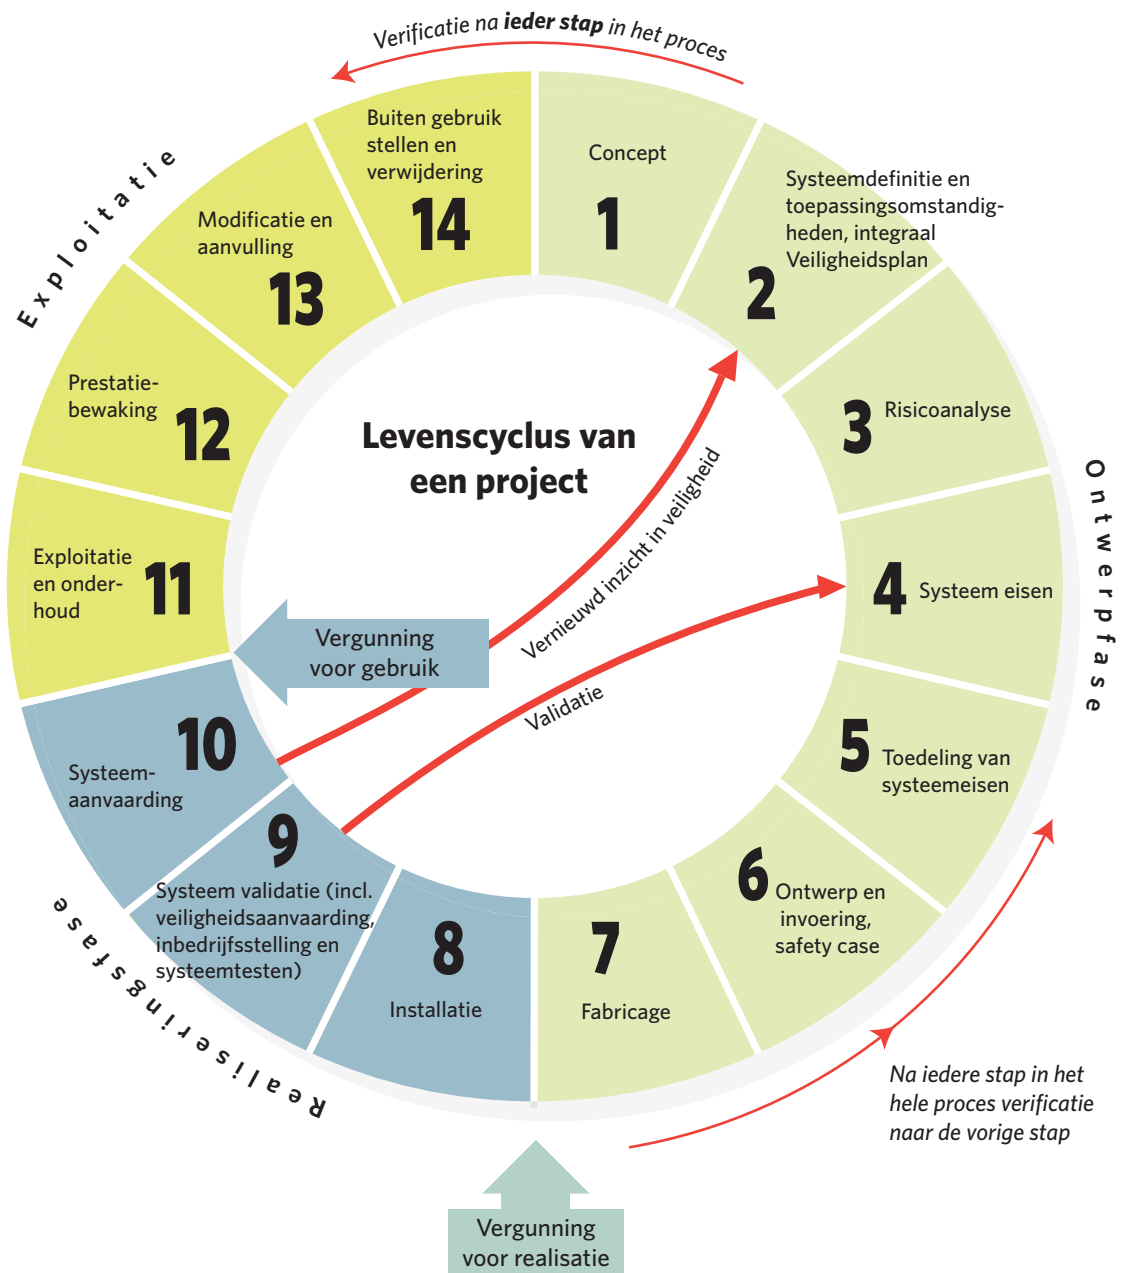 Verificatie na ieder stap in het proces
Levenscyclus van
een project
Concept
1
Systeemdefinitie en
toepassingsomstandig-
heden, integraal
Veiligheidsplan
2
3
Risicoanalyse
4
Systeem eisen
5
Toedeling van
systeemeisen
6
Ontwerp en
invoering,
safety case
7
Fabricage
8
Installatie
9
Systeem validatie (incl.
veiligheidsaanvaarding,
inbedrijfsstelling en
systeemtesten)
10
Systeem-
aanvaarding
11
Exploitatie
en onder-
houd
12
Prestatie-
bewaking
13
Modificatie en
aanvulling
14
Buiten gebruik
stellen en
verwijdering
Ontwerpfase
Realiseringsfase
Exploitatie
Vernieuwd inzicht in veiligheid
Validatie
Vergunning
voor gebruik
Na iedere stap in het
hele proces verificatie
naar de vorige stap
Vergunning
voor realisatie